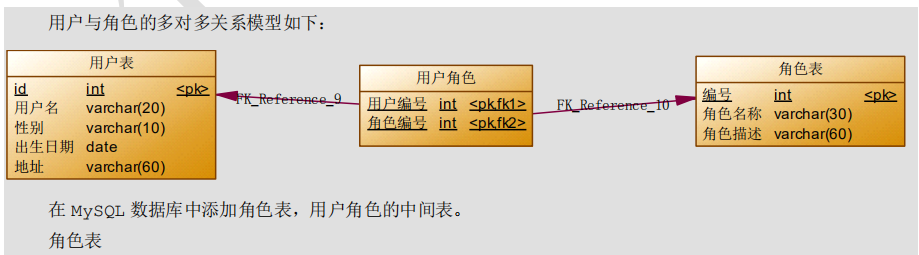 用户与角色的多对多关系模型如下：
用户表
id int <pk>
用户名 varchar(20)
性别 varchar(10)
出生日期 date
地址 varchar(60)
FK_Reference_9
用户角色
用户编号 int <pk,fk1>
角色编号 int <pk,fk2>
FK_Reference_10
角色表
编号 int <pk>
角色名称 varchar(30)
角色描述 varchar(60)
在 MySQL 数据库中添加角色表，用户角色的中间表。
角色表